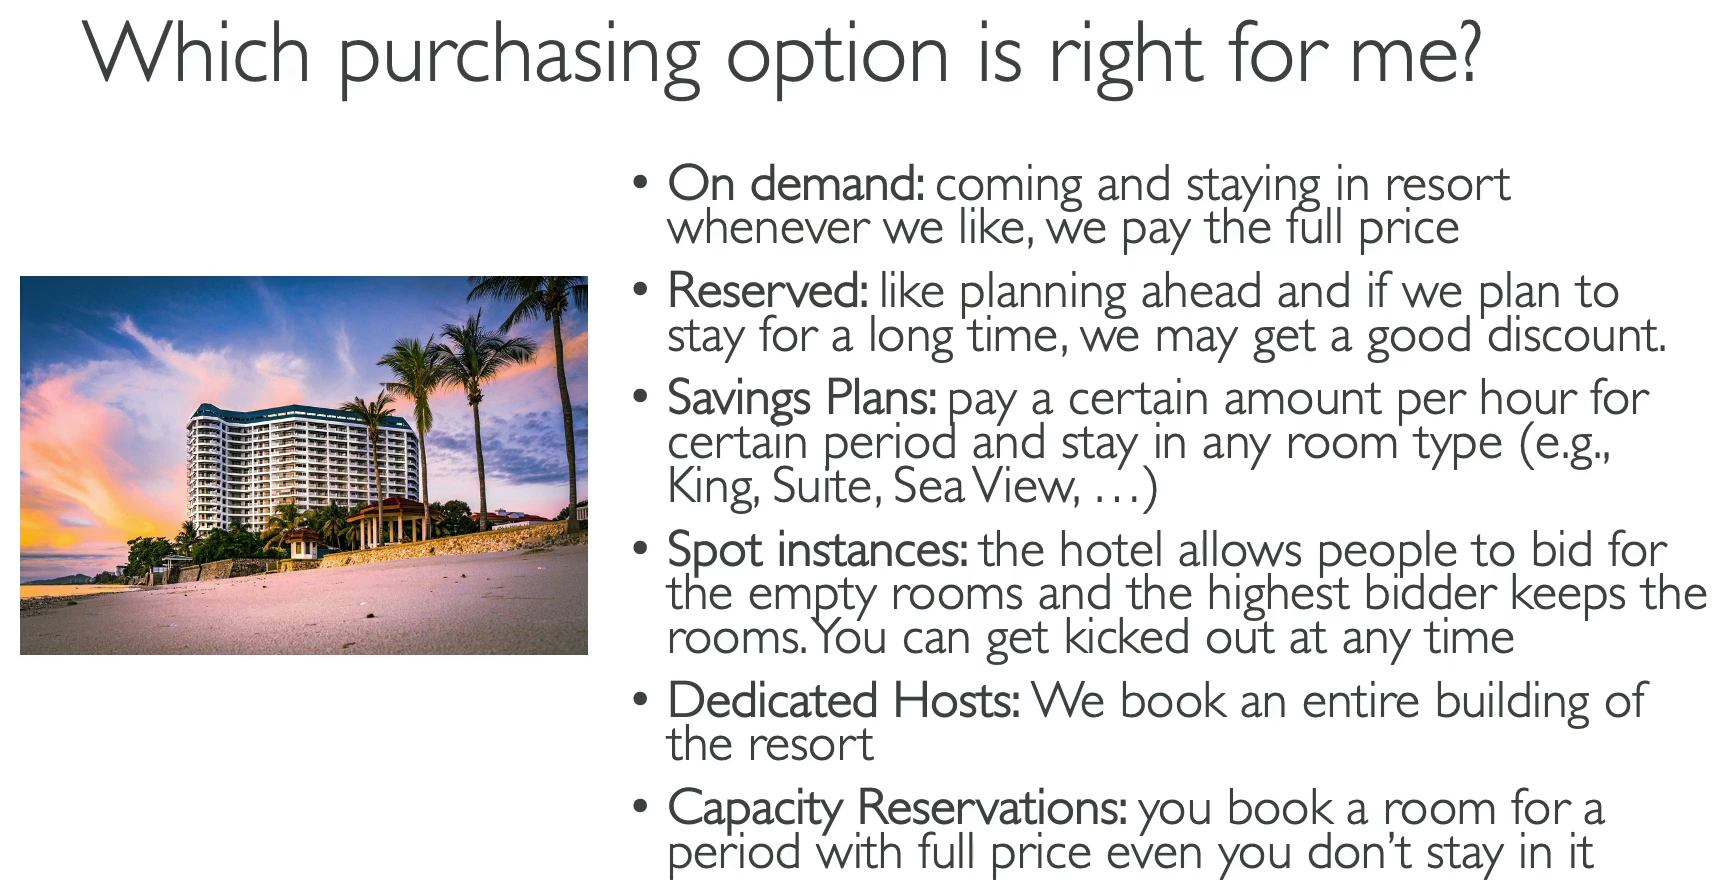 Which purchasing option is right for me?
• On demand: coming and staying in resort
whenever we like, we pay the full price
• Reserved: like planning ahead and if we plan to
stay for a long time, we may get a good discount.
• Savings Plans: pay a certain amount per hour for
certain period and stay in any room type (e.g.,
King, Suite, Sea View, …)
• Spot instances: the hotel allows people to bid for
the empty rooms and the highest bidder keeps the
rooms. You can get kicked out at any time
• Dedicated Hosts: We book an entire building of
the resort
• Capacity Reservations: you book a room for a
period with full price even you don’t stay in it